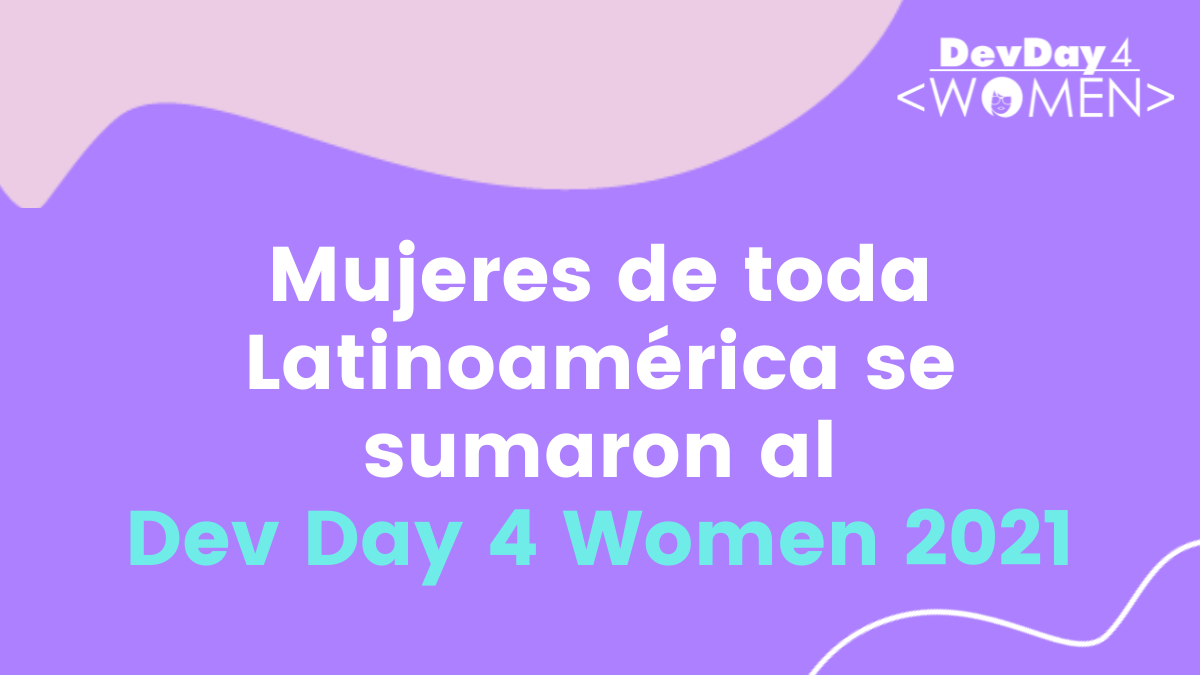 DevDay 4
<WOMEN>
Mujeres de toda
Latinoamérica se
sumaron al
Dev Day 4 Women 2021